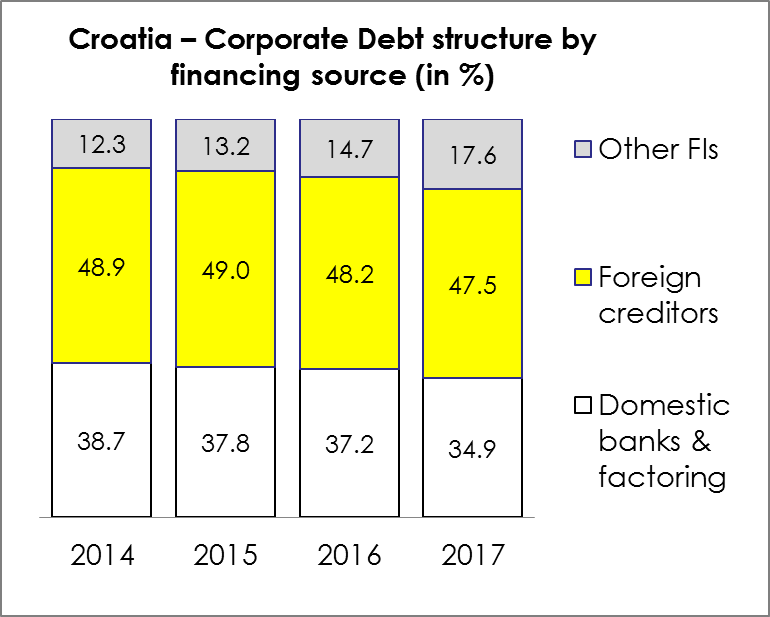 Croatia – Corporate Debt structure by
financing source (in %)
12.3 13.2 14.7 17.6
48.9 49.0 48.2 47.5
38.7 37.8 37.2 34.9
2014 2015 2016 2017
Other FIs
Foreign
creditors
Domestic
banks &
factoring